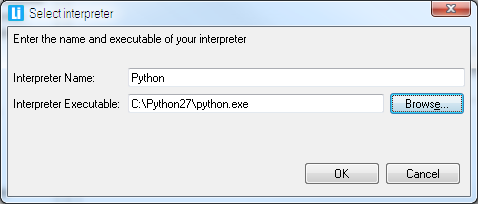 Li Select interpreter
Enter the name and executable of your interpreter
Interpreter Name: Python
Interpreter Executable: C:\Python27\python.exe Browse...
OK Cancel